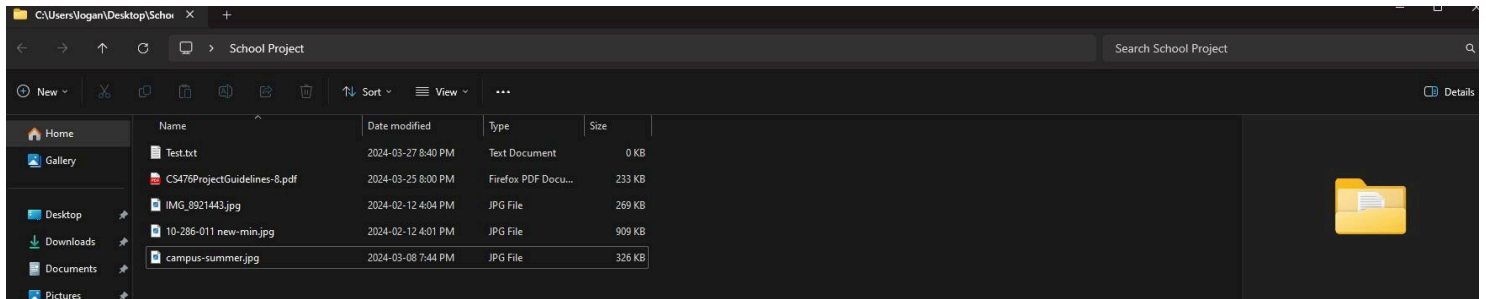 C:\Users\logan\Desktop\School
School Project
Search School Project
New
Sort
View
Details
Name Date modified Type Size
Home
Gallery
Desktop
Downloads
Documents
Pictures
Test.txt 2024-03-27 8:40 PM Text Document 0 KB
CS476ProjectGuidelines-8.pdf 2024-03-25 8:00 PM Firefox PDF Docu... 233 KB
IMG_8921443.jpg 2024-02-12 4:04 PM JPG File 269 KB
10-286-011 new-min.jpg 2024-02-12 4:01 PM JPG File 909 KB
campus-summer.jpg 2024-03-08 7:44 PM JPG File 326 KB